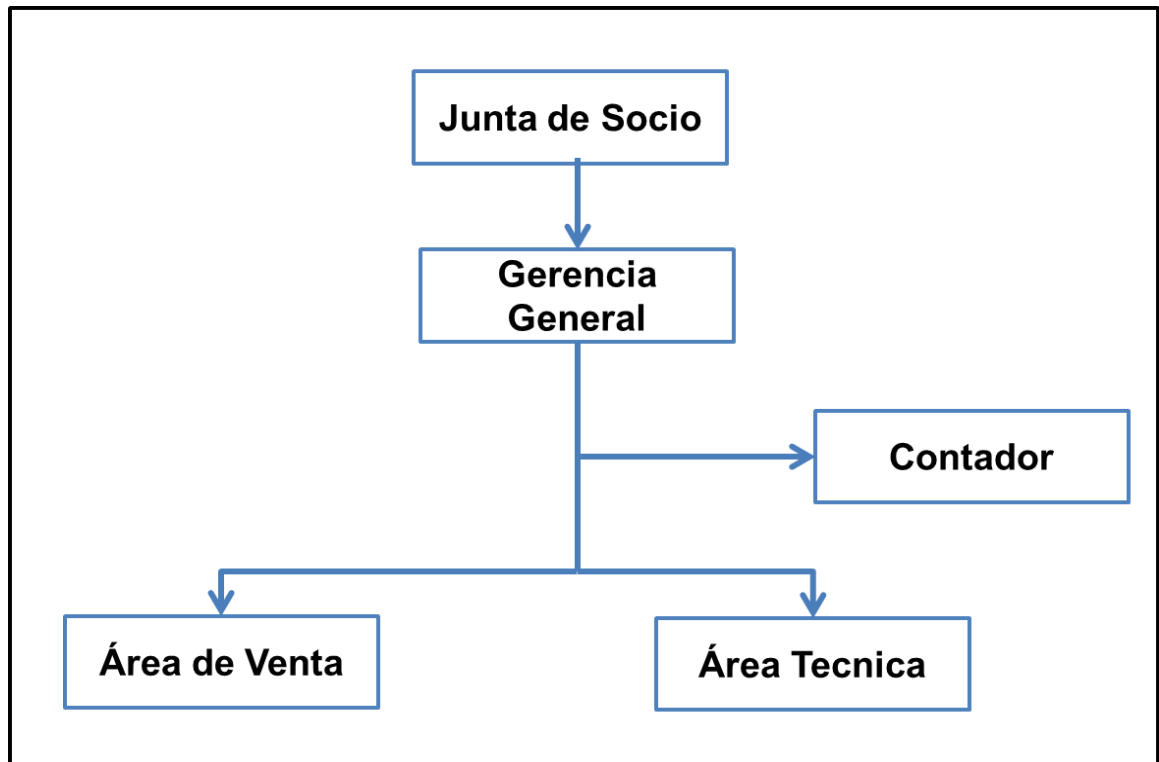 Junta de Socio
Gerencia
General
Contador
Área de Venta
Área Tecnica